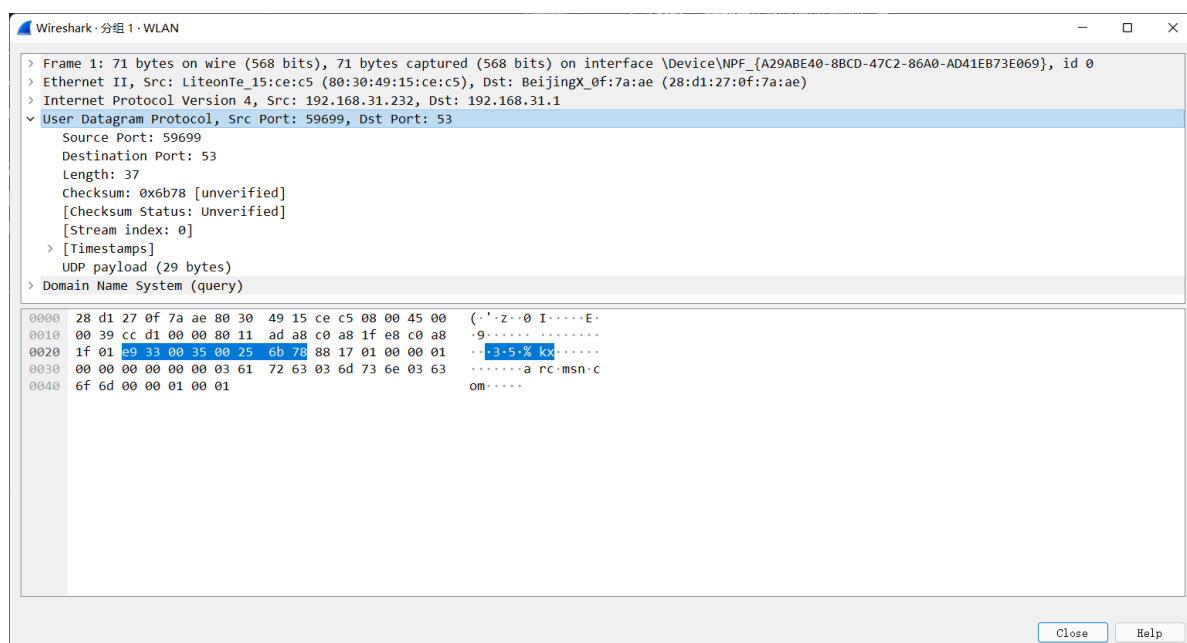 Wireshark · 分组 1 · WLAN
> Frame 1: 71 bytes on wire (568 bits), 71 bytes captured (568 bits) on interface \Device\NPF_{A29ABE40-8BCD-47C2-86A0-AD41EB73E069}, id 0
> Ethernet II, Src: LiteonTe_15:ce:c5 (80:30:49:15:ce:c5), Dst: BeijingX_0f:7a:ae (28:d1:27:0f:7a:ae)
> Internet Protocol Version 4, Src: 192.168.31.232, Dst: 192.168.31.1
User Datagram Protocol, Src Port: 59699, Dst Port: 53
Source Port: 59699
Destination Port: 53
Length: 37
Checksum: 0x6b78 [unverified]
[Checksum Status: Unverified]
[Stream index: 0]
> [Timestamps]
UDP payload (29 bytes)
> Domain Name System (query)
0000 28 d1 27 0f 7a ae 80 30 49 15 ce c5 08 00 45 00 (·'·z··0 I·····E·
0010 00 39 cc d1 00 00 80 11 ad a8 c0 a8 1f e8 c0 a8 ·9······ ········
0020 1f 01 e9 33 00 35 00 25 6b 78 88 17 01 00 00 01 ···3·5·% kx······
0030 00 00 00 00 00 00 03 61 72 63 03 6d 73 6e 03 63 ·······a rc·msn·c
0040 6f 6d 00 00 01 00 01 om·····
Close Help